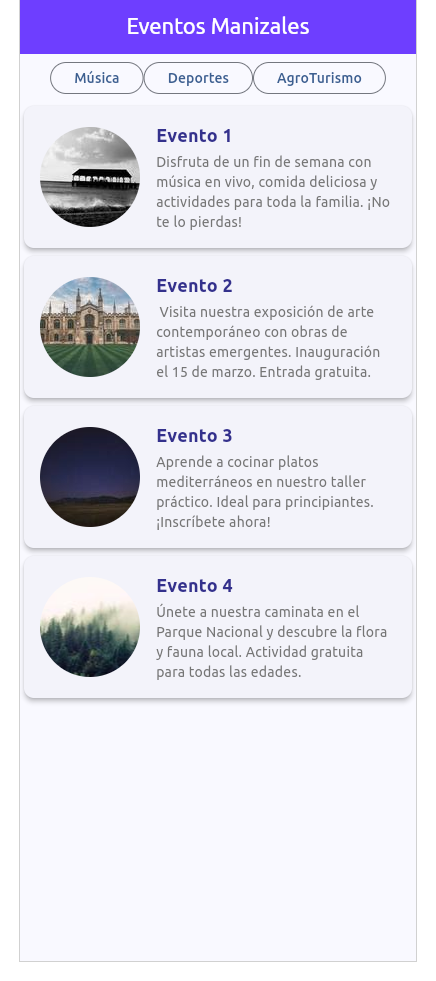 Eventos Manizales
Música Deportes AgroTurismo
Evento 1
Disfruta de un fin de semana con
música en vivo, comida deliciosa y
actividades para toda la familia. ¡No
te lo pierdas!
Evento 2
Visita nuestra exposición de arte
contemporáneo con obras de
artistas emergentes. Inauguración
el 15 de marzo. Entrada gratuita.
Evento 3
Aprende a cocinar platos
mediterráneos en nuestro taller
práctico. Ideal para principiantes.
¡Inscríbete ahora!
Evento 4
Únete a nuestra caminata en el
Parque Nacional y descubre la flora
y fauna local. Actividad gratuita
para todas las edades.